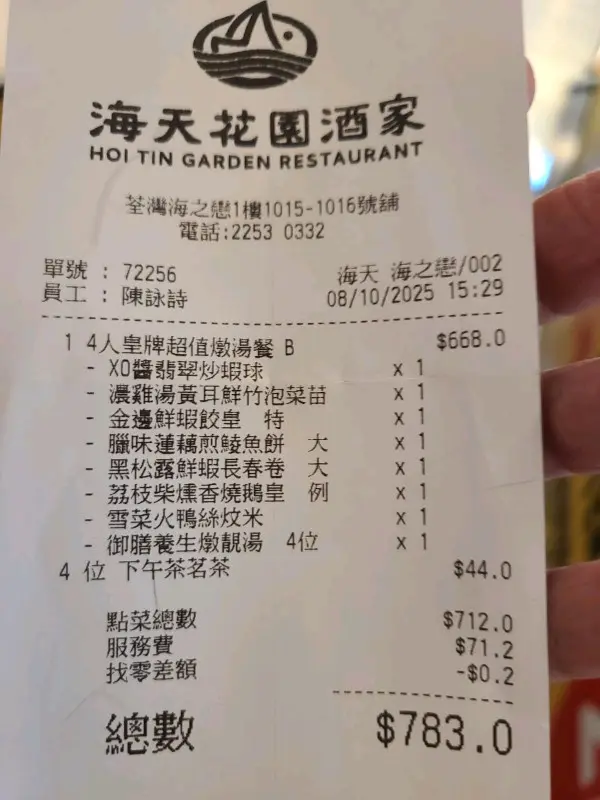 海天花園酒家
HOI TIN GARDEN RESTAURANT
荃灣海之戀1樓1015-1016號舖
電話:2253 0332
單號 : 72256 海天 海之戀/002
員工 : 陳詠詩 08/10/2025 15:29
1 4人皇牌超值燉湯餐 B $668.0
- XO醬翡翠炒蝦球 x 1
- 濃雞湯黃耳鮮竹泡菜苗 x 1
- 金邊鮮蝦餃皇 特 x 1
- 臘味蓮藕煎鯪魚餅 大 x 1
- 黑松露鮮蝦長春卷 大 x 1
- 荔枝柴燻香燒鵝皇 例 x 1
- 雪菜火鴨絲炆米 x 1
- 御膳養生燉靚湯 4位 x 1
4 位 下午茶茗茶 $44.0
點菜總數 $712.0
服務費 $71.2
找零差額 -$0.2
總數 $783.0